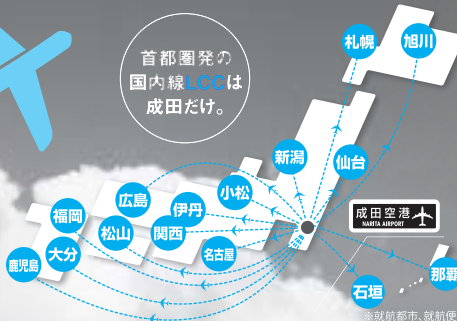 首都圏発の
国内線LCCは
成田だけ。
札幌
旭川
新潟
仙台
小松
広島
伊丹
福岡
松山
関西
名古屋
大分
鹿児島
成田空港
NARITA AIRPORT
石垣
那覇
※就航都市、就航便